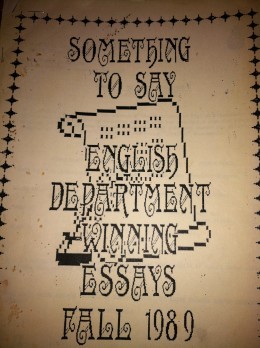 SOMETHING
TO SAY
ENGLISH
DEPARTMENT
WINNING
ESSAYS
FALL 1989